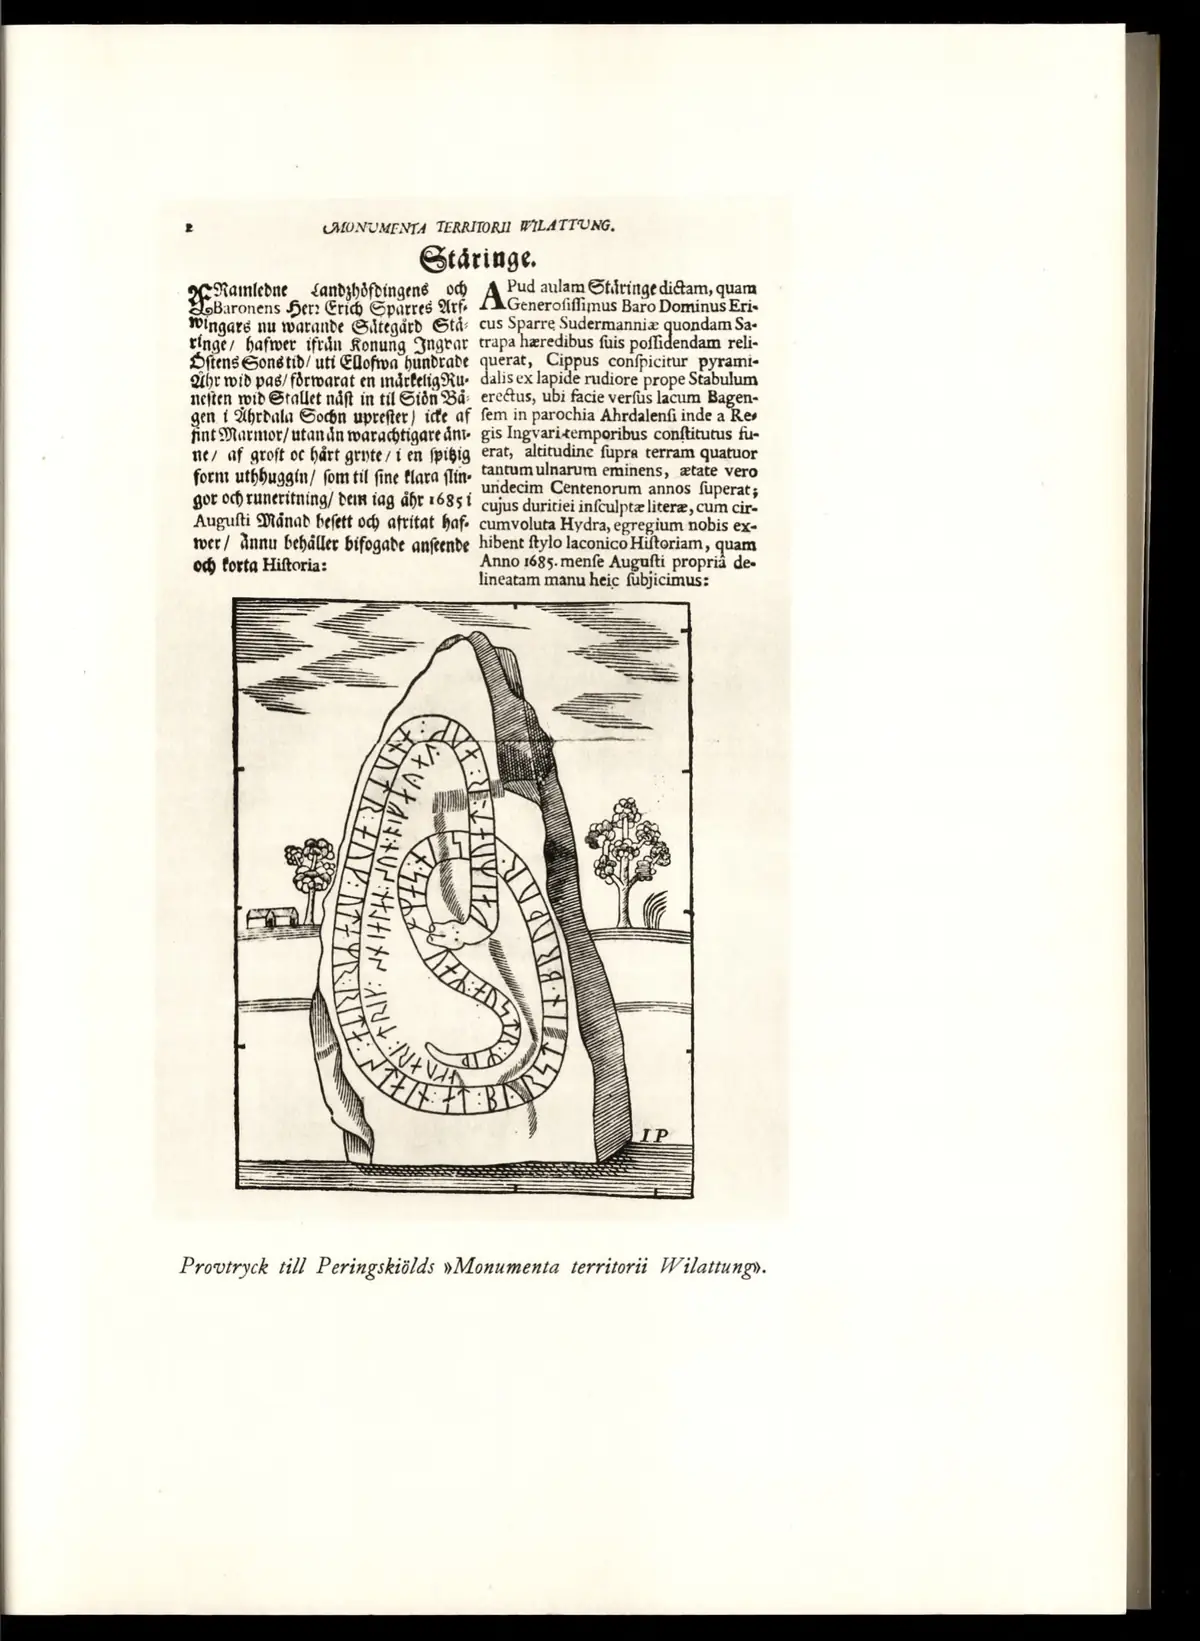 2 MONUMENTA TERRITORII WILATTUNG.
Ståringe.
Framledne Landzhöfdingens och
Baronens Herr Erich Sparres Arf-
wingars nu warande Sätegård Stå-
ringe / hafwer ifrån Konung Ingvar
Östens Sons tid / uti Ellofwa hundrade
Åhr wid pas / förwarat en märkelig Ru-
nesten wid Stallet näst in til Siön Bå-
gen i Åhrdala Sochn uprester / icke af
fint Marmor / utan än warachtigare äm-
ne / af groft oc hårt gryte / i en spitzig
form uthhuggin / som til sine klara slin-
gor och runeritning / dem iag åhr 1685 i
Augusti Månad besett och afritat haf-
wer / ännu behåller bifogade anseende
och korta Historia:
APud aulam Ståringe dictam, quam
Generosissimus Baro Dominus Eri-
cus Sparre Sudermanniæ quondam Sa-
trapa hæredibus suis possidendam reli-
querat, Cippus conspicitur pyrami-
dalis ex lapide rudiore prope Stabulum
erectus, ubi facie versus lacum Bagen-
sem in parochia Ahrdalensi inde a Re-
gis Ingvari temporibus constitutus fu-
erat, altitudine supra terram quatuor
tantum ulnarum eminens, ætate vero
undecim Centenorum annos superat;
cujus duritiei insculptæ literæ, cum cir-
cumvoluta Hydra, egregium nobis ex-
hibent stylo laconico Historiam, quam
Anno 1685. mense Augusti propriâ de-
lineatam manu heic subjicimus:
I P
Provtryck till Peringskiölds »Monumenta territorii Wilattung».